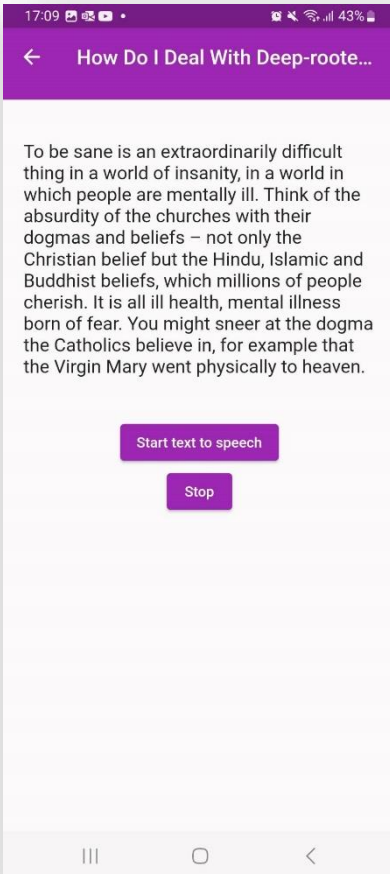 17:09 43%
How Do I Deal With Deep-roote...
To be sane is an extraordinarily difficult
thing in a world of insanity, in a world in
which people are mentally ill. Think of the
absurdity of the churches with their
dogmas and beliefs – not only the
Christian belief but the Hindu, Islamic and
Buddhist beliefs, which millions of people
cherish. It is all ill health, mental illness
born of fear. You might sneer at the dogma
the Catholics believe in, for example that
the Virgin Mary went physically to heaven.
Start text to speech
Stop